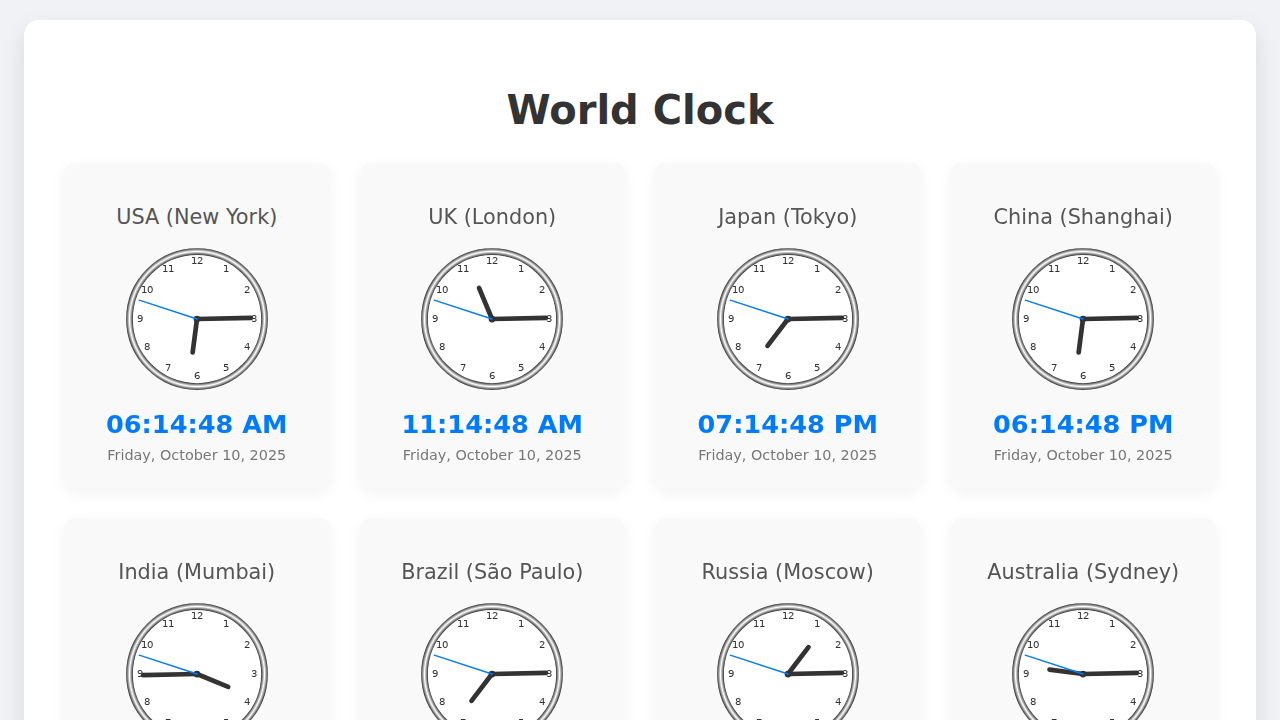 World Clock
USA (New York)
UK (London)
Japan (Tokyo)
China (Shanghai)
12 1 2 3 4 5 6 7 8 9 10 11
12 1 2 3 4 5 6 7 8 9 10 11
12 1 2 3 4 5 6 7 8 9 10 11
12 1 2 3 4 5 6 7 8 9 10 11
06:14:48 AM
11:14:48 AM
07:14:48 PM
06:14:48 PM
Friday, October 10, 2025
Friday, October 10, 2025
Friday, October 10, 2025
Friday, October 10, 2025
India (Mumbai)
Brazil (São Paulo)
Russia (Moscow)
Australia (Sydney)
12 1 2 3 4 8 9 10 11
12 1 2 3 4 8 9 10 11
12 1 2 3 4 8 9 10 11
12 1 2 3 4 8 9 10 11